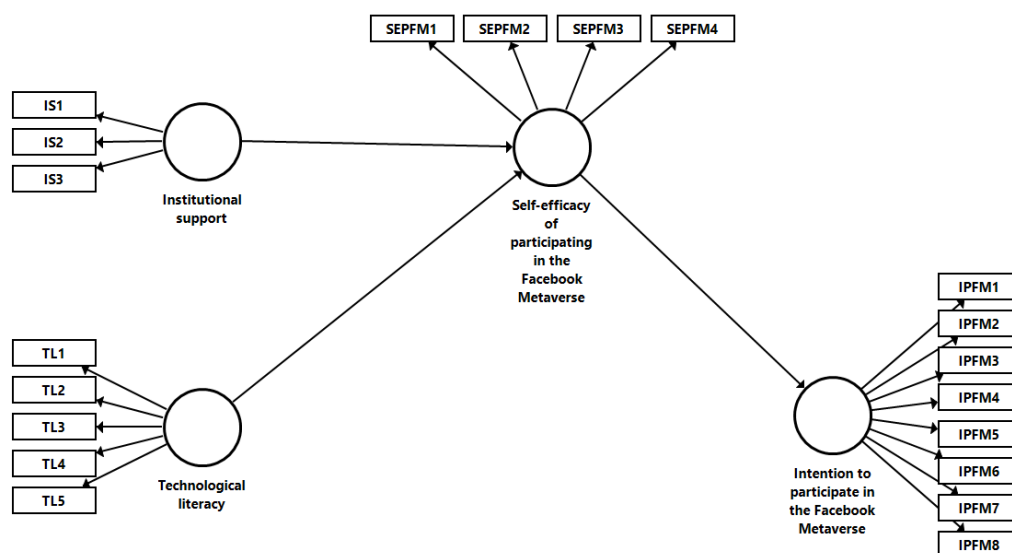 SEPFM1
SEPFM2
SEPFM3
SEPFM4
IS1
IS2
IS3
Institutional
support
Self-efficacy
of
participating
in the
Facebook
Metaverse
TL1
TL2
TL3
TL4
TL5
Technological
literacy
IPFM1
IPFM2
IPFM3
IPFM4
IPFM5
IPFM6
IPFM7
IPFM8
Intention to
participate in
the Facebook
Metaverse